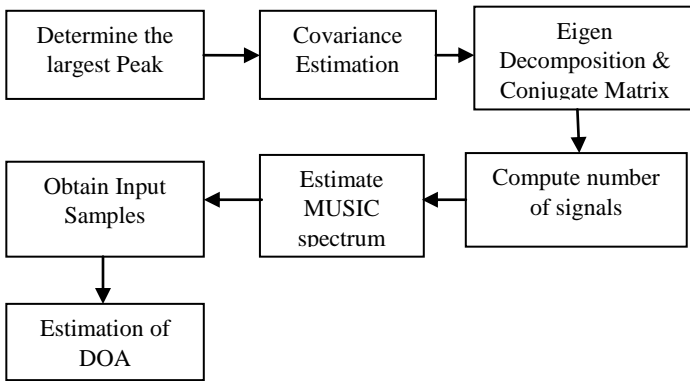 Determine the
largest Peak
Covariance
Estimation
Eigen
Decomposition &
Conjugate Matrix
Compute number
of signals
Estimate
MUSIC
spectrum
Obtain Input
Samples
Estimation of
DOA